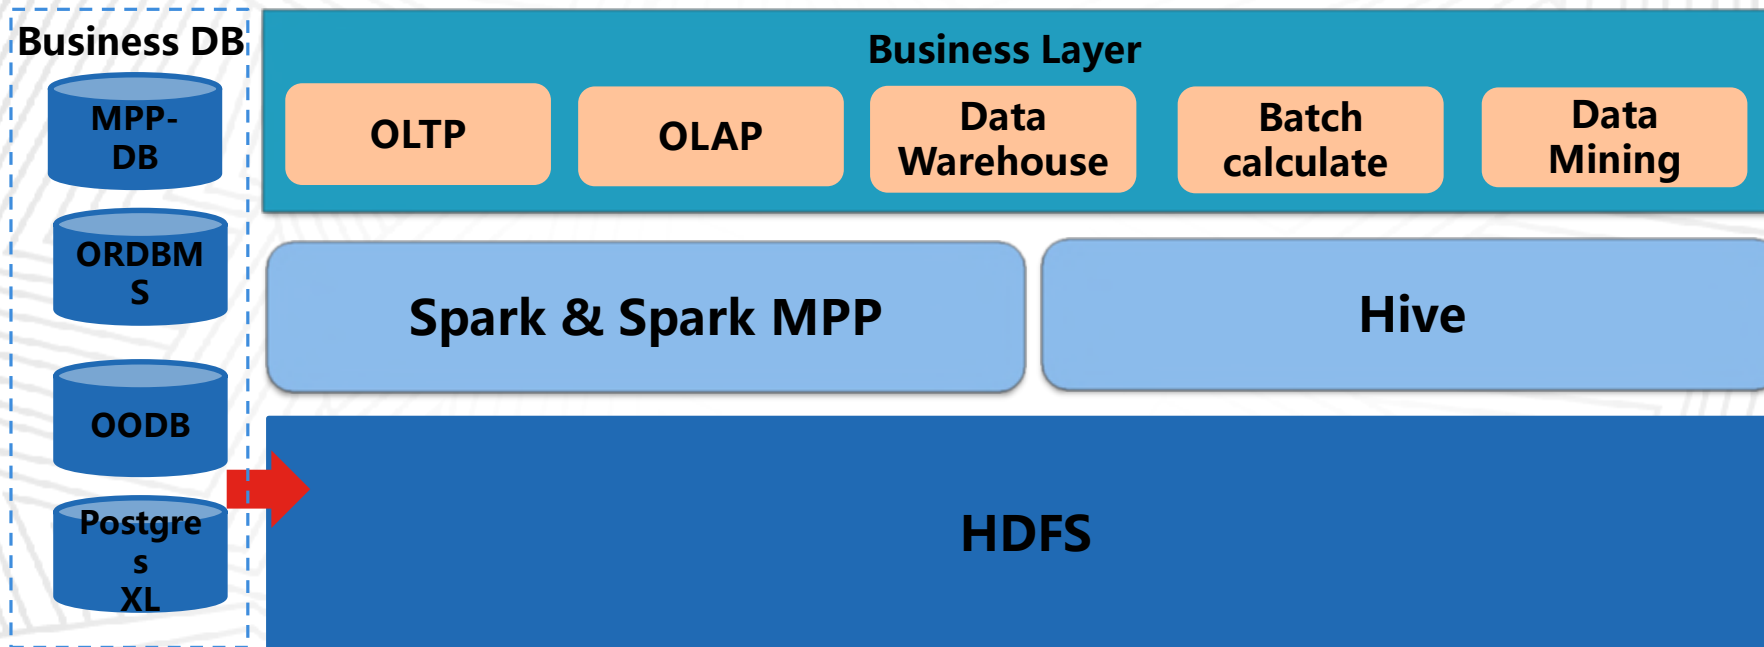 Business DB
MPP-
DB
ORDBM
S
OODB
Postgre
s
XL
Business Layer
OLTP
OLAP
Data
Warehouse
Batch
calculate
Data
Mining
Spark & Spark MPP
Hive
HDFS